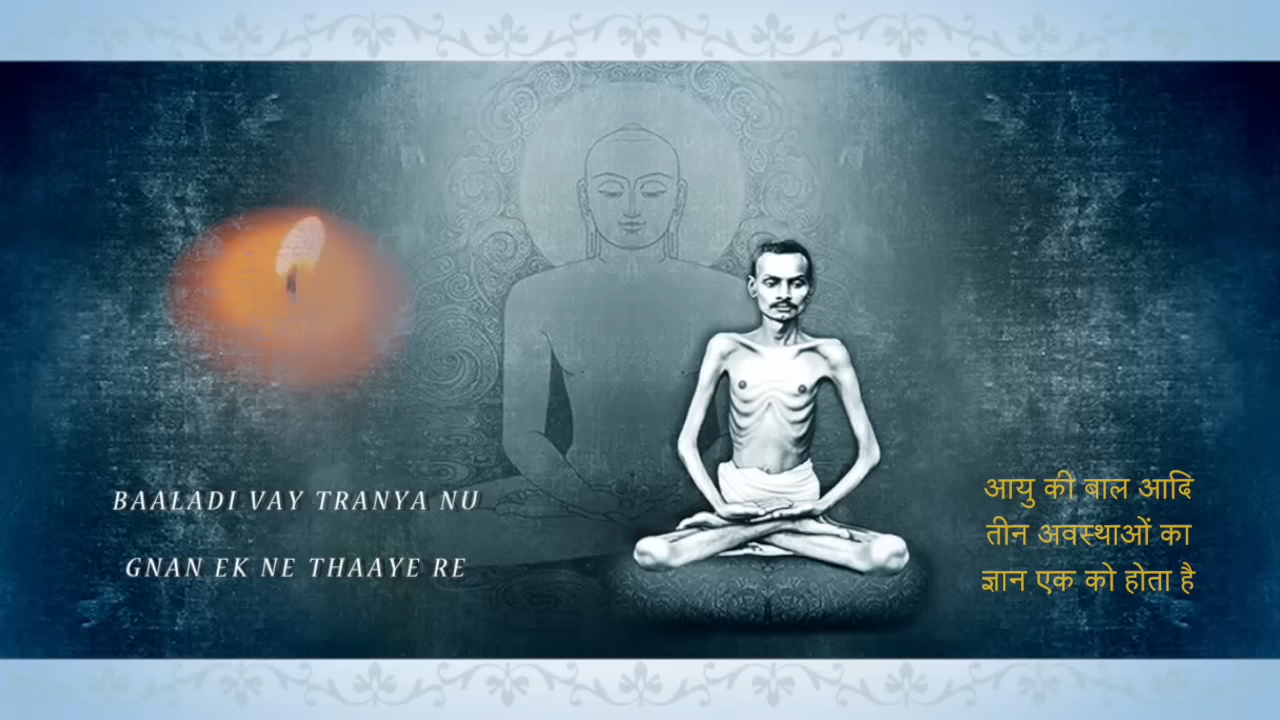 BAALADI VAY TRANYA NU
GNAN EK NE THAAYE RE
आयु की बाल आदि
तीन अवस्थाओं का
ज्ञान एक को होता है